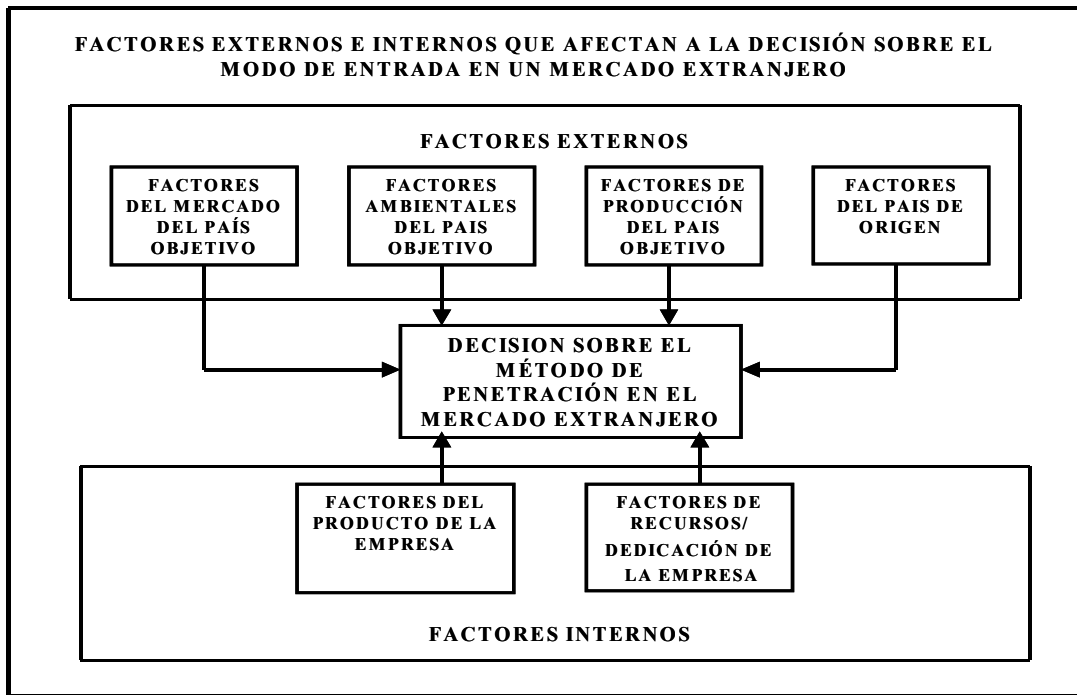 FACTORES EXTERNOS E INTERNOS QUE AFECTAN A LA DECISIÓN SOBRE EL
MODO DE ENTRADA EN UN MERCADO EXTRANJERO
FACTORES EXTERNOS
FACTORES
DEL MERCADO
DEL PAÍS
OBJETIVO
FACTORES
AMBIENTALES
DEL PAIS
OBJETIVO
FACTORES DE
PRODUCCIÓN
DEL PAIS
OBJETIVO
FACTORES
DEL PAIS DE
ORIGEN
DECISION SOBRE EL
MÉTODO DE
PENETRACIÓN EN EL
MERCADO EXTRANJERO
FACTORES DEL
PRODUCTO DE LA
EMPRESA
FACTORES DE
RECURSOS/
DEDICACIÓN DE
LA EMPRESA
FACTORES INTERNOS